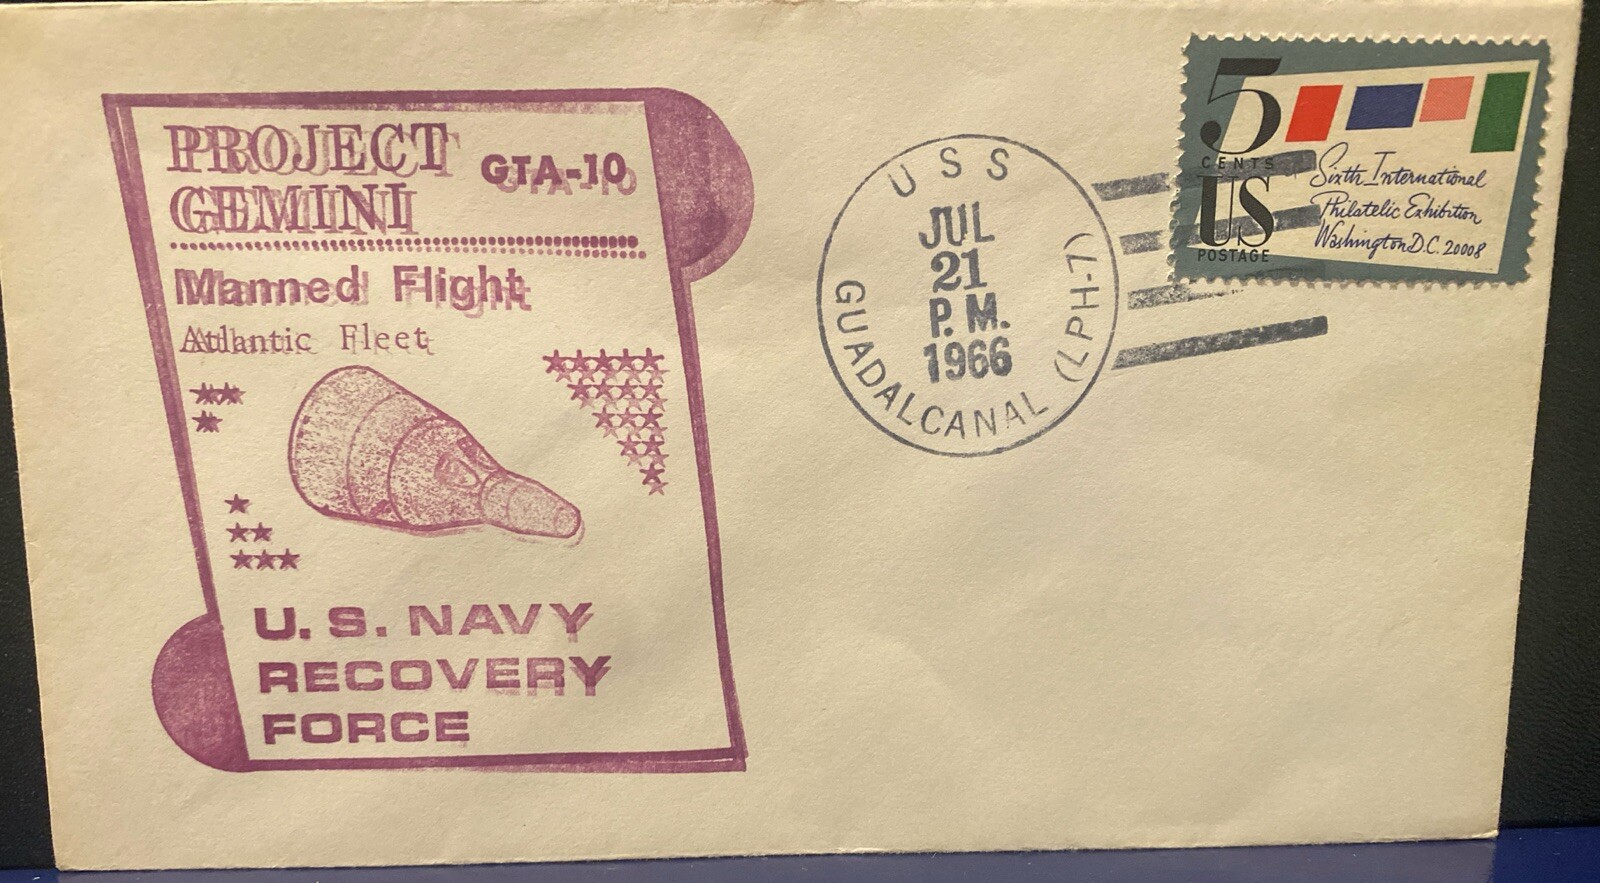 PROJECT
GEMINI
GTA-10
Manned Flight
Atlantic Fleet
U. S. NAVY
RECOVERY
FORCE
USS
JUL
21
P. M.
1966
GUADALCANAL (LPH-7)
5
CENTS
US
POSTAGE
Sixth International
Philatelic Exhibition
Washington D.C. 20008